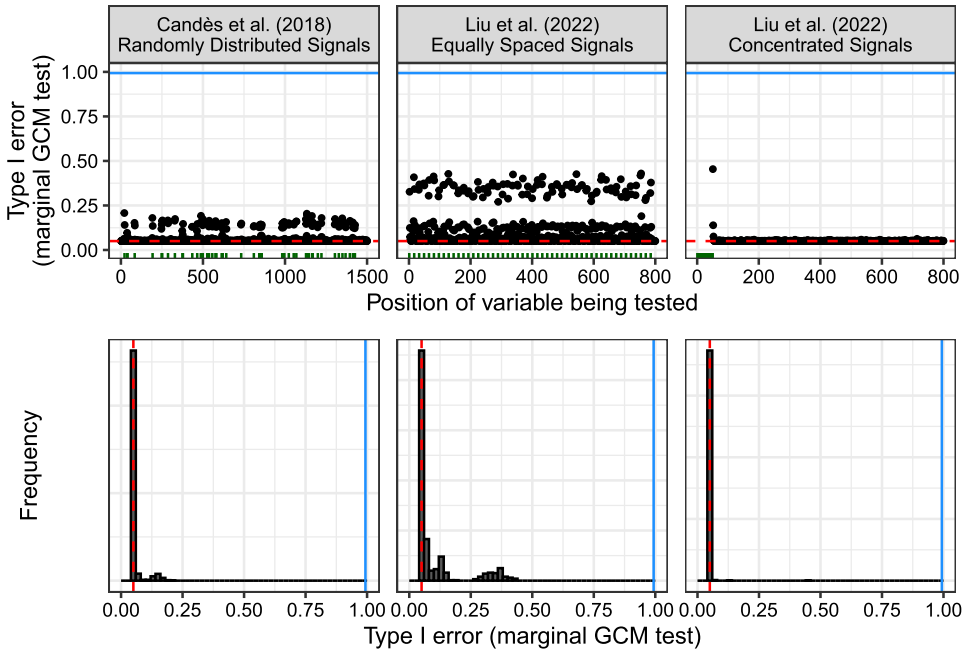 Candès et al. (2018)
Randomly Distributed Signals
Liu et al. (2022)
Equally Spaced Signals
Liu et al. (2022)
Concentrated Signals
Type I error
(marginal GCM test)
1.00
0.75
0.50
0.25
0.00
0 500 1000 1500
0 200 400 600 800
0 200 400 600 800
Position of variable being tested
Frequency
0.00 0.25 0.50 0.75 1.00
0.00 0.25 0.50 0.75 1.00
0.00 0.25 0.50 0.75 1.00
Type I error (marginal GCM test)